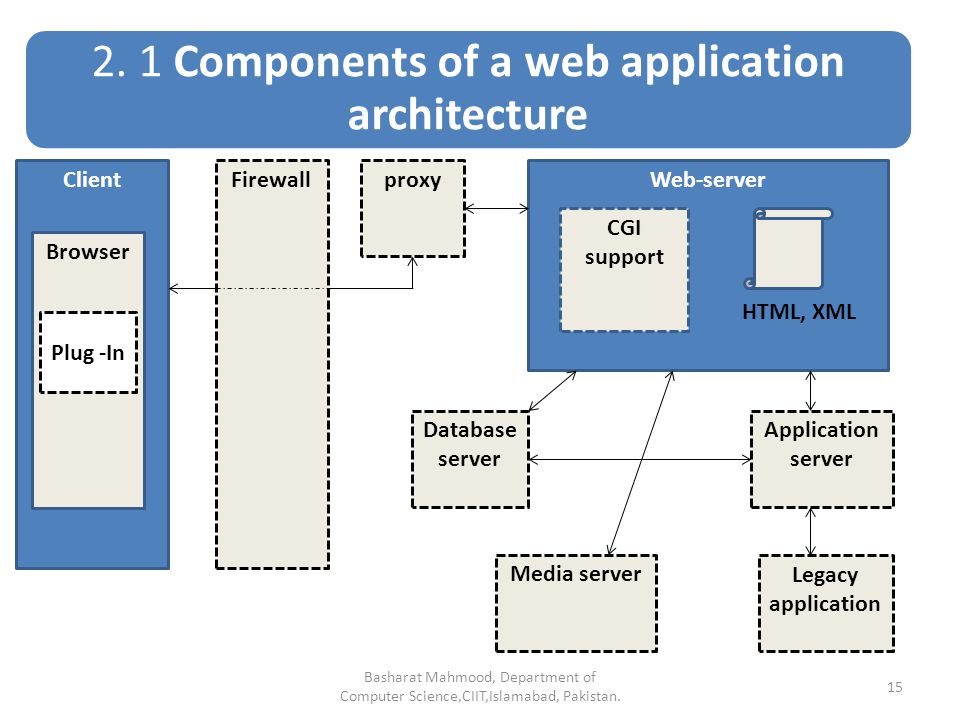 2. 1 Components of a web application
architecture
Client
Firewall
proxy
Web-server
Browser
CGI
support
Plug -In
HTML, XML
Database
server
Application
server
Media server
Legacy
application
Basharat Mahmood, Department of
Computer Science,CIIT,Islamabad, Pakistan.
15